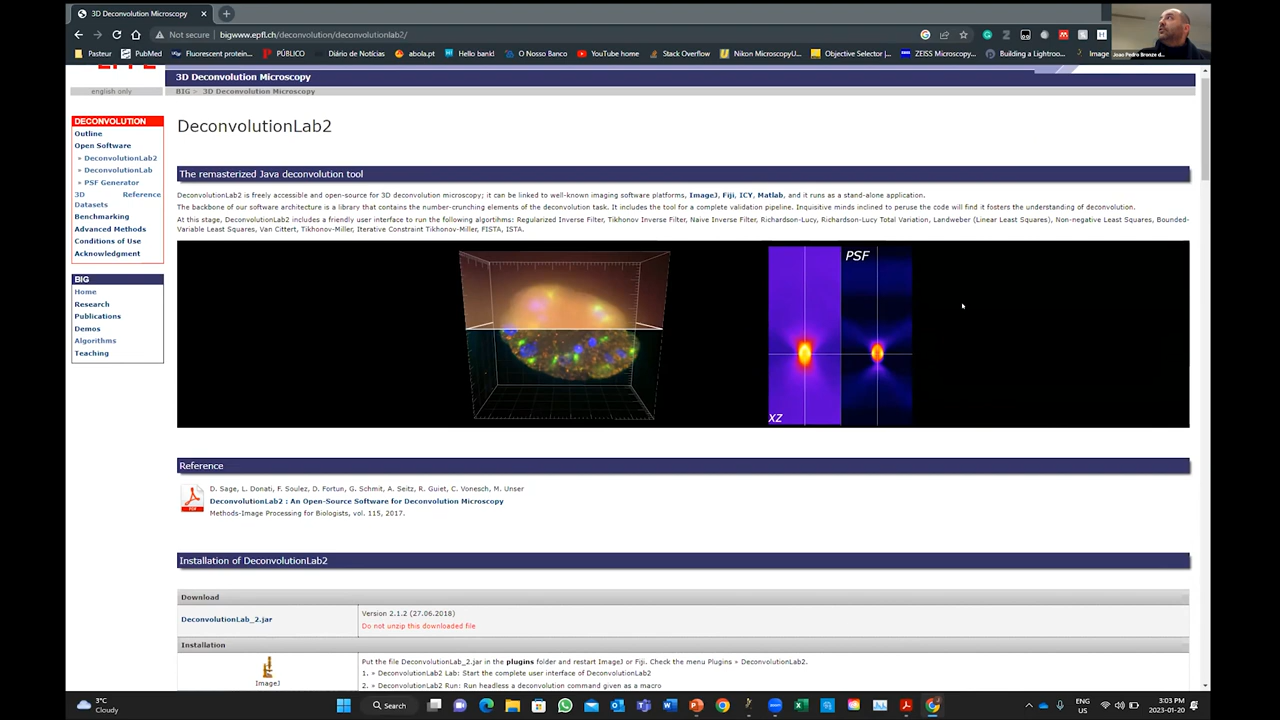 3D Deconvolution Microscopy
Not secure bigwww.epfl.ch/deconvolution/deconvolutionlab2/
Pasteur PubMed Fluorescent protein... PÚBLICO Diário de Notícias abola.pt Hello bank! O Nosso Banco YouTube home Stack Overflow Nikon MicroscopyU... Objective Selector |... ZEISS Microscopy... Building a Lightroo... Image
Joao Pedro Bronze d...
3D Deconvolution Microscopy
english only
BIG > 3D Deconvolution Microscopy
DECONVOLUTION
Outline
Open Software
» DeconvolutionLab2
» DeconvolutionLab
» PSF Generator
3D Reference
Datasets
Benchmarking
Advanced Methods
Conditions of Use
Acknowledgment
BIG
Home
Research
Publications
Demos
Algorithms
Teaching
DeconvolutionLab2
The remasterized Java deconvolution tool
DeconvolutionLab2 is freely accessible and open-source for 3D deconvolution microscopy; it can be linked to well-known imaging software platforms, ImageJ, Fiji, ICY, Matlab, and it runs as a stand-alone application.
The backbone of our software architecture is a library that contains the number-crunching elements of the deconvolution task. It includes the tool for a complete validation pipeline. Inquisitive minds inclined to peruse the code will find it fosters the understanding of deconvolution.
At this stage, DeconvolutionLab2 includes a friendly user interface to run the following algortihms: Regularized Inverse Filter, Tikhonov Inverse Filter, Naive Inverse Filter, Richardson-Lucy, Richardson-Lucy Total Variation, Landweber (Linear Least Squares), Non-negative Least Squares, Bounded-
Variable Least Squares, Van Cittert, Tikhonov-Miller, Iterative Constraint Tikhonov-Miller, FISTA, ISTA.
PSF
XZ
Reference
D. Sage, L. Donati, F. Soulez, D. Fortun, G. Schmit, A. Seitz, R. Guiet, C. Vonesch, M. Unser
DeconvolutionLab2 : An Open-Source Software for Deconvolution Microscopy
Methods-Image Processing for Biologists, vol. 115, 2017.
Installation of DeconvolutionLab2
Download
DeconvolutionLab_2.jar
Version 2.1.2 (27.06.2018)
Do not unzip this downloaded file
Installation
ImageJ
Put the file DeconvolutionLab_2.jar in the plugins folder and restart ImageJ or Fiji. Check the menu Plugins » DeconvolutionLab2.
1. » DeconvolutionLab2 Lab: Start the complete user interface of DeconvolutionLab2
2. » DeconvolutionLab2 Run: Run headless a deconvolution command given as a macro
3°C
Cloudy
Search
ENG
PE
3:03 PM
2023-01-20